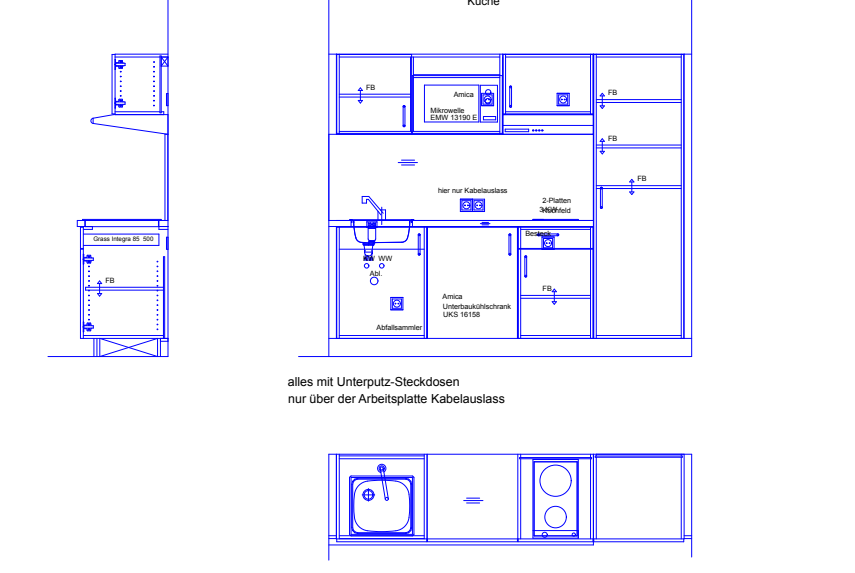 Küche
FB
Amica
Mikrowelle
EMW 13190 E
FB
FB
FB
hier nur Kabelauslass
2-Platten
Kochfeld
Grass Integra 85 500
FB
Besteck
KW WW
Abl.
FB
Amica
Unterbaukühlschrank
UKS 16158
Abfallsammler
alles mit Unterputz-Steckdosen
nur über der Arbeitsplatte Kabelauslass